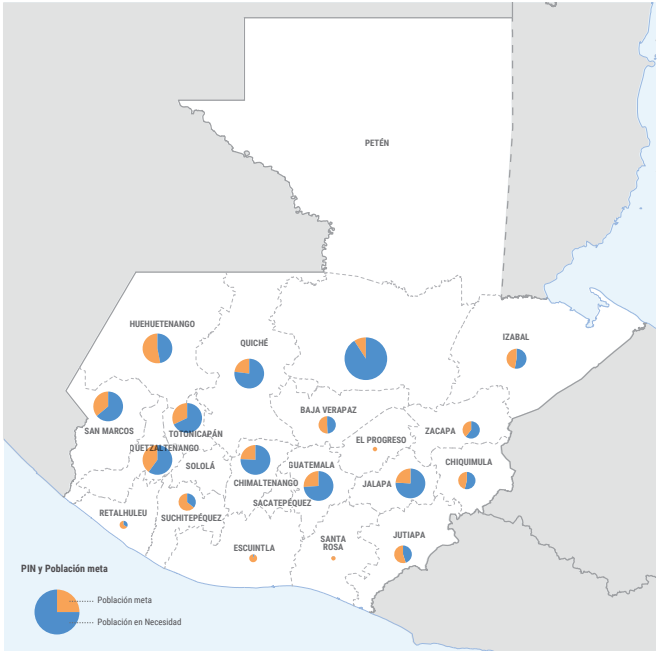 PETÉN
HUEHUETENANGO
QUICHÉ
IZABAL
BAJA VERAPAZ
SAN MARCOS
TOTONICAPÁN
EL PROGRESO
ZACAPA
QUETZALTENANGO
SOLOLÁ
GUATEMALA
CHIQUIMULA
CHIMALTENANGO
JALAPA
SACATEPÉQUEZ
RETALHULEU
SUCHITEPÉQUEZ
ESCUINTLA
SANTA
ROSA
JUTIAPA
PIN y Población meta
Población meta
Población en Necesidad